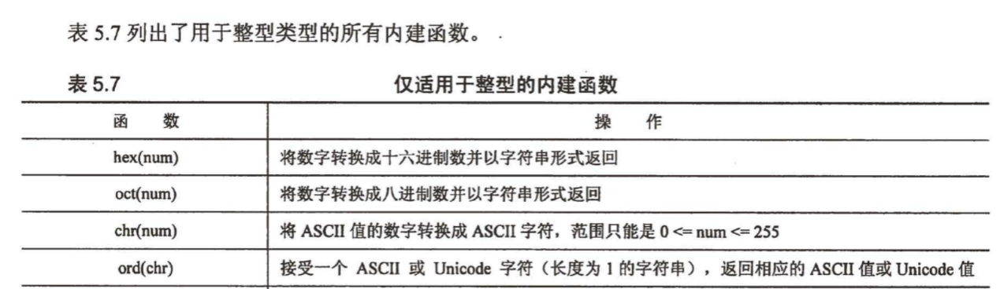 表 5.7 列出了用于整型类型的所有内建函数。
表 5.7 仅适用于整型的内建函数
函 数 操 作
hex(num) 将数字转换成十六进制数并以字符串形式返回
oct(num) 将数字转换成八进制数并以字符串形式返回
chr(num) 将 ASCII 值的数字转换成 ASCII 字符，范围只能是 0 <= num <= 255
ord(chr) 接受一个 ASCII 或 Unicode 字符（长度为 1 的字符串），返回相应的 ASCII 值或 Unicode 值